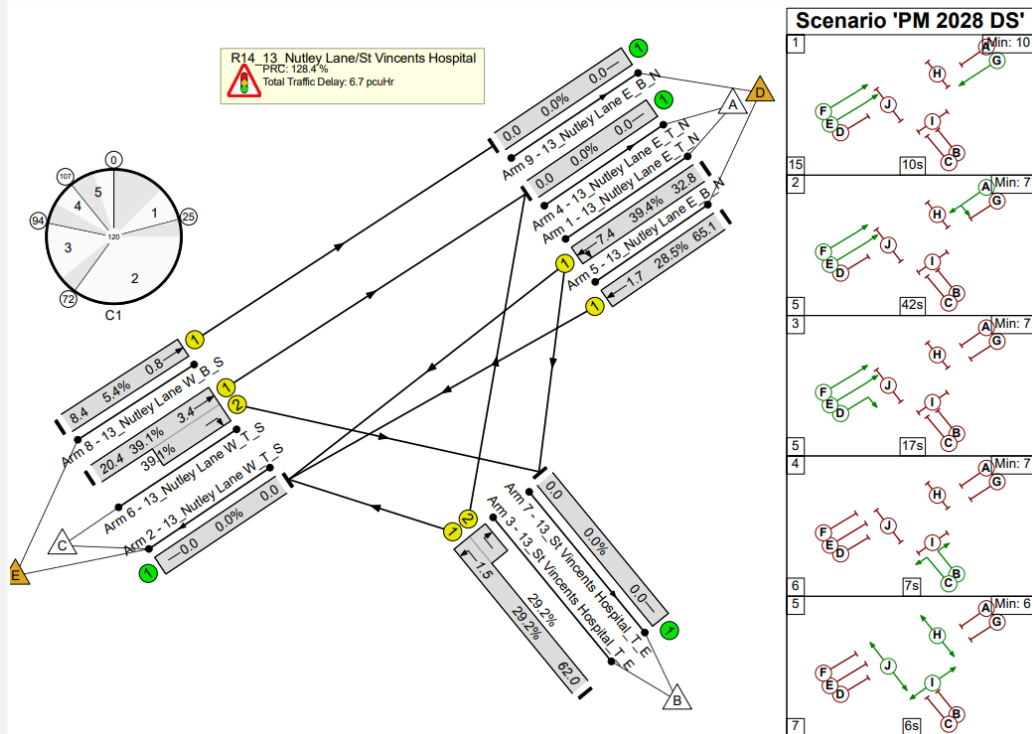 Scenario 'PM 2028 DS'
R14_13_Nutley Lane/St Vincents Hospital
PRC: 128.4 %
Total Traffic Delay: 6.7 pcuHr
0
107
5
94
4
1
25
120
3
2
72
C1
1
0.0 0.0% 0.0
Arm 9 - 13_Nutley Lane E_B_N
D
A
1
0.0 0.0% 0.0
Arm 4 - 13_Nutley Lane E_T_N
Arm 1 - 13_Nutley Lane E_T_N
1
7.4 39.4% 32.8
Arm 5 - 13_Nutley Lane E_B_N
1
1.7 28.5% 65.1
1
8.4 5.4% 0.8
Arm 8 - 13_Nutley Lane W_B_S
1
2
20.4 39.1% 3.4
39.1%
Arm 6 - 13_Nutley Lane W_T_S
Arm 2 - 13_Nutley Lane W_T_S
0.0 0.0% 0.0
1
C
E
1
2
1.5 29.2% 62.0
29.2%
Arm 3 - 13_St Vincents Hospital_T_E
Arm 7 - 13_St Vincents Hospital_T_E
0.0 0.0% 0.0
1
B
1
Min: 10
A
G
H
F
E
D
J
I
B
C
15
10s
2
Min: 7
A
G
H
F
E
D
J
I
B
C
5
42s
3
Min: 7
A
G
H
F
E
D
J
I
B
C
5
17s
4
Min: 7
A
G
H
F
E
D
J
I
B
C
6
7s
5
Min: 6
A
G
H
F
E
D
J
I
B
C
7
6s